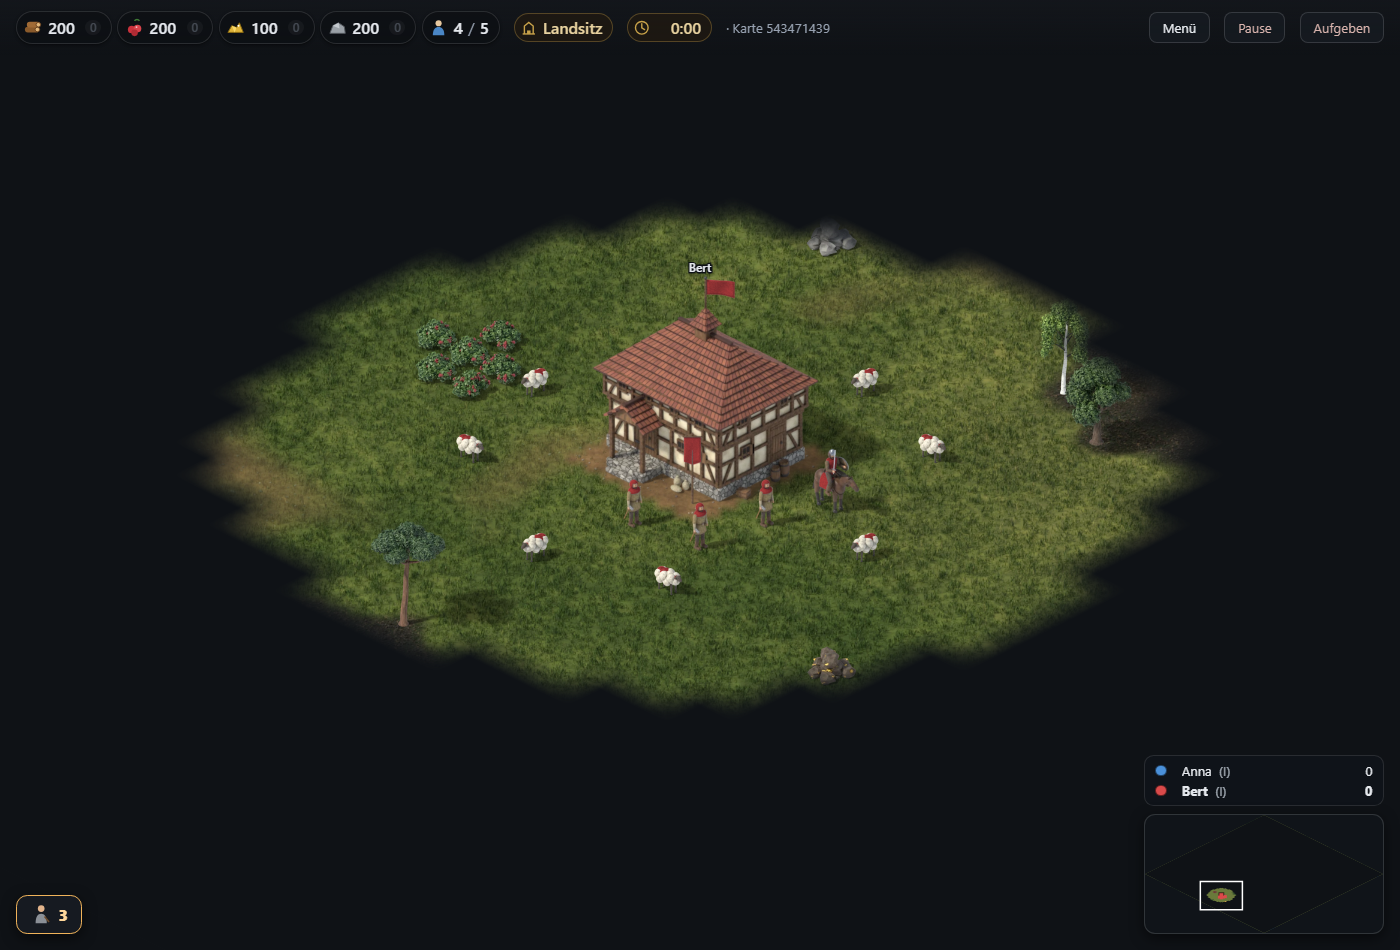 200 0 200 0 100 0 200 0 4 / 5 Landsitz 0:00 · Karte 543471439 Menü Pause Aufgeben
Bert
Anna (I) 0
Bert (I) 0
3